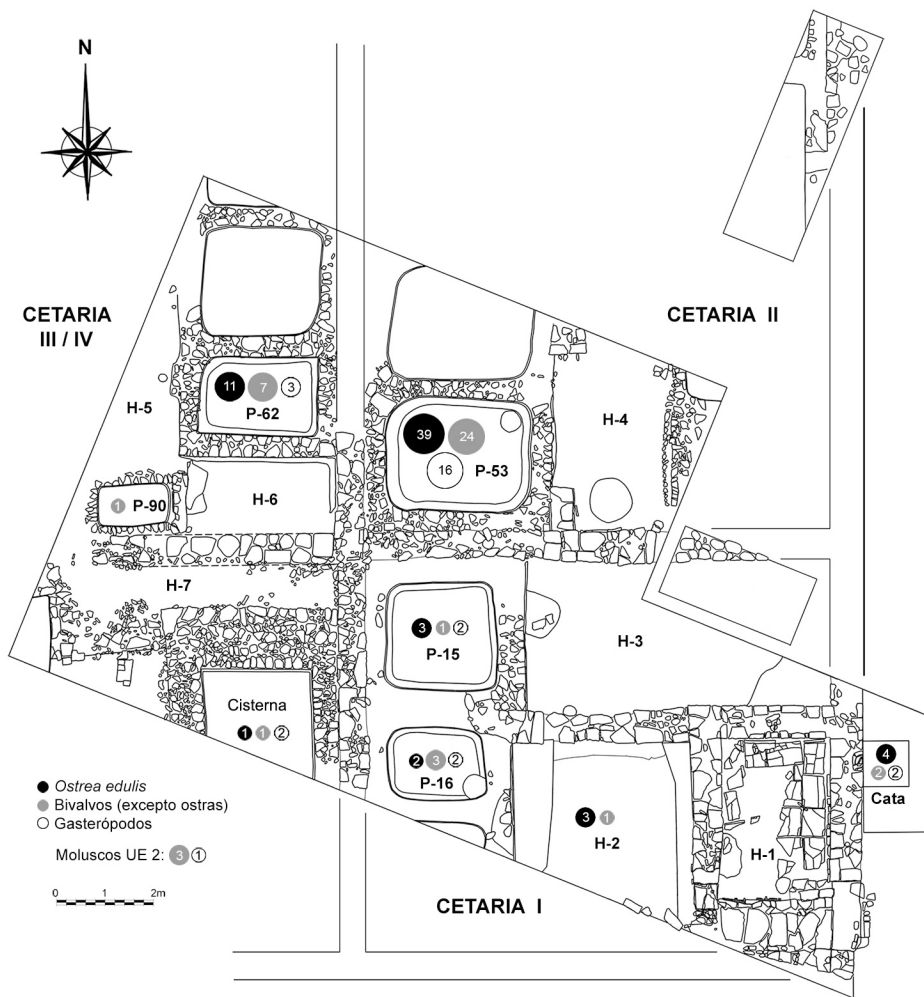 N
CETARIA
III / IV
CETARIA II
11 7 3
P-62
H-5
H-4
39 24
16 P-53
1 P-90
H-6
H-7
3 1 2
P-15
H-3
Cisterna
1 1 2
2 3 2
P-16
4
2 2
Cata
3 1
H-2
H-1
Ostrea edulis
Bivalvos (excepto ostras)
Gasterópodos
Moluscos UE 2: 3 1
0 1 2m
CETARIA I